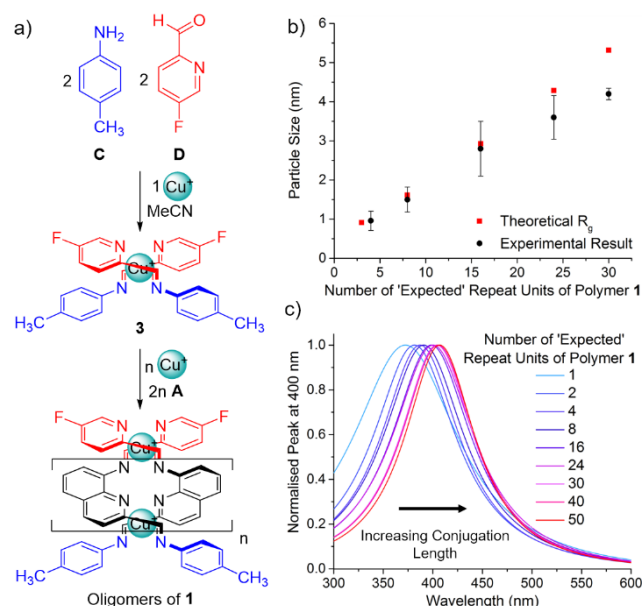 a)
NH₂
O
2
2
N
CH₃
F
C
D
1 Cu⁺
MeCN
F
F
N
N
Cu⁺
N
N
H₃C
CH₃
3
n Cu⁺
2n A
F
F
N
N
Cu⁺
N
N
N
N
Cu⁺
N
N
n
H₃C
CH₃
Oligomers of 1
b)
Particle Size (nm)
6
5
4
3
2
1
0
0 5 10 15 20 25 30
Theoretical Rg
Experimental Result
Number of 'Expected' Repeat Units of Polymer 1
c)
Normalised Peak at 400 nm
1.0
0.8
0.6
0.4
0.2
0.0
Number of 'Expected'
Repeat Units of Polymer 1
1
2
4
8
16
24
30
40
50
Increasing Conjugation
Length
300 350 400 450 500 550 600
Wavelength (nm)